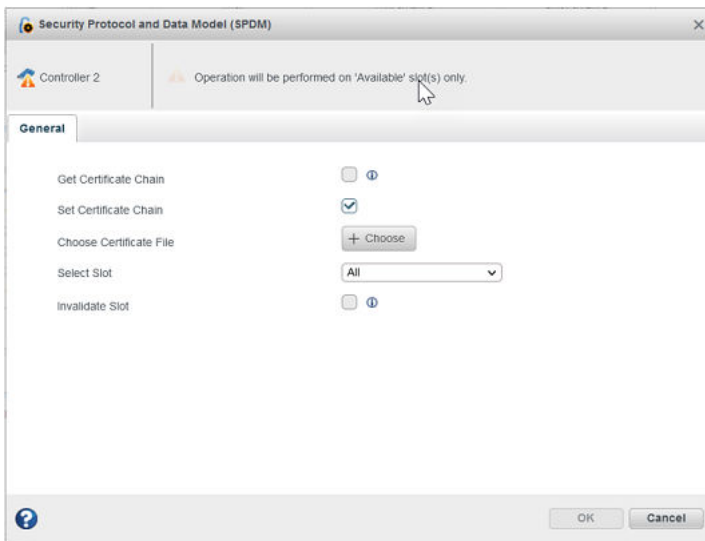 Security Protocol and Data Model (SPDM)
Controller 2
Operation will be performed on 'Available' slot(s) only.
General
Get Certificate Chain
Set Certificate Chain
Choose Certificate File
+ Choose
Select Slot
All
Invalidate Slot
OK
Cancel